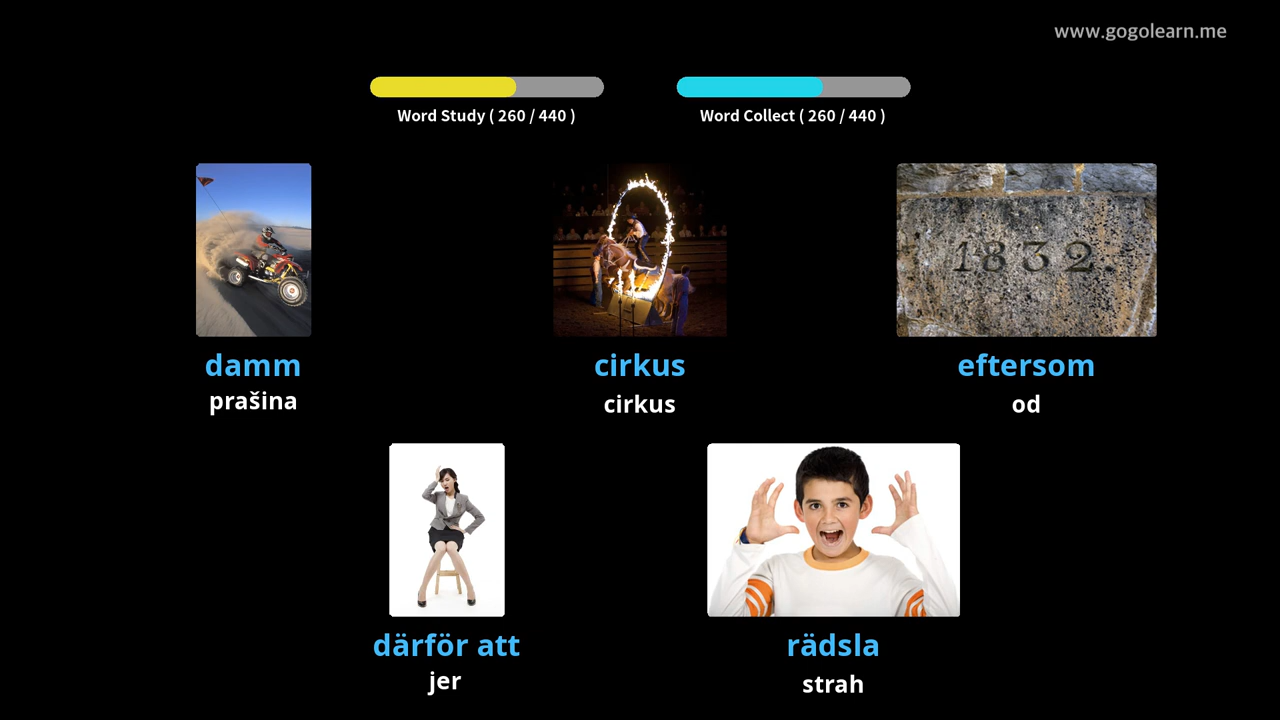 www.gogolearn.me
Word Study ( 260 / 440 )
Word Collect ( 260 / 440 )
1832.
damm
prašina
cirkus
cirkus
eftersom
od
därför att
jer
rädsla
strah